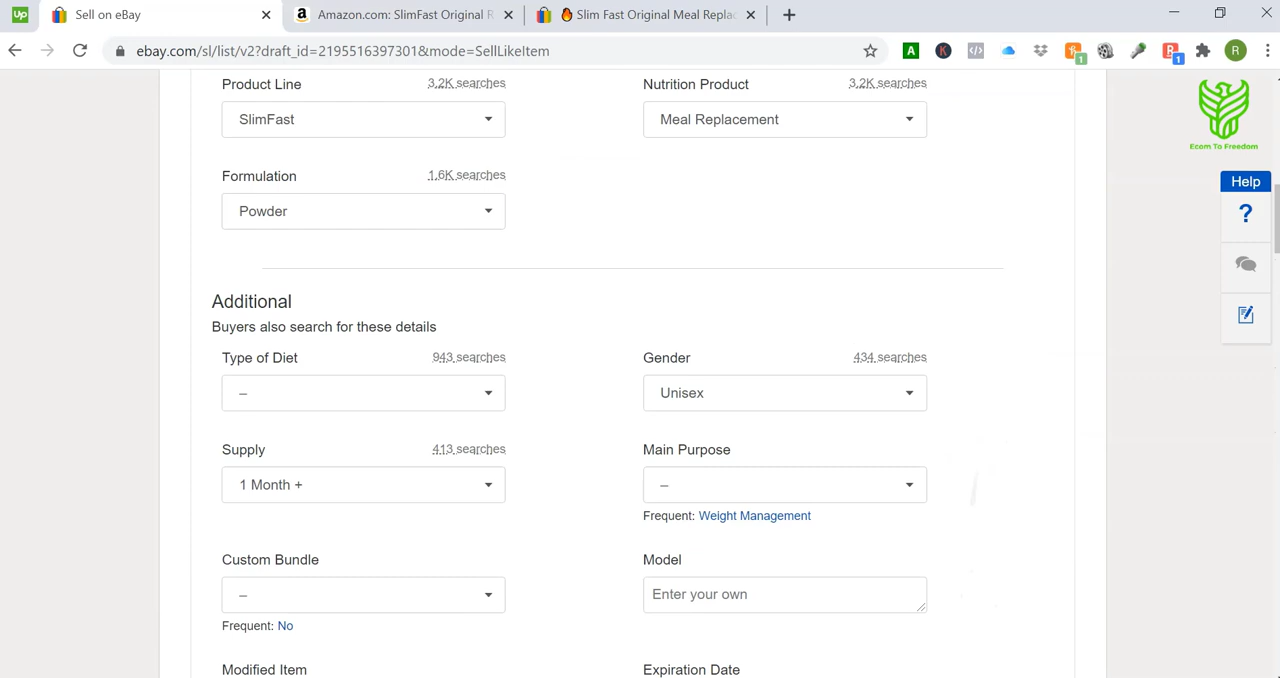 Up
Sell on eBay
a
Amazon.com: SlimFast Original R
🔥 Slim Fast Original Meal Replac
ebay.com/sl/list/v2?draft_id=2195516397301&mode=SellLikeItem
A
K
1
1
R
Product Line
3.2K searches
Nutrition Product
3.2K searches
SlimFast
Meal Replacement
Ecom To Freedom
Formulation
1.6K searches
Help
Powder
?
Additional
Buyers also search for these details
Type of Diet
943 searches
Gender
434 searches
–
Unisex
Supply
413 searches
Main Purpose
1 Month +
–
Frequent: Weight Management
Custom Bundle
Model
–
Enter your own
Frequent: No
Modified Item
Expiration Date